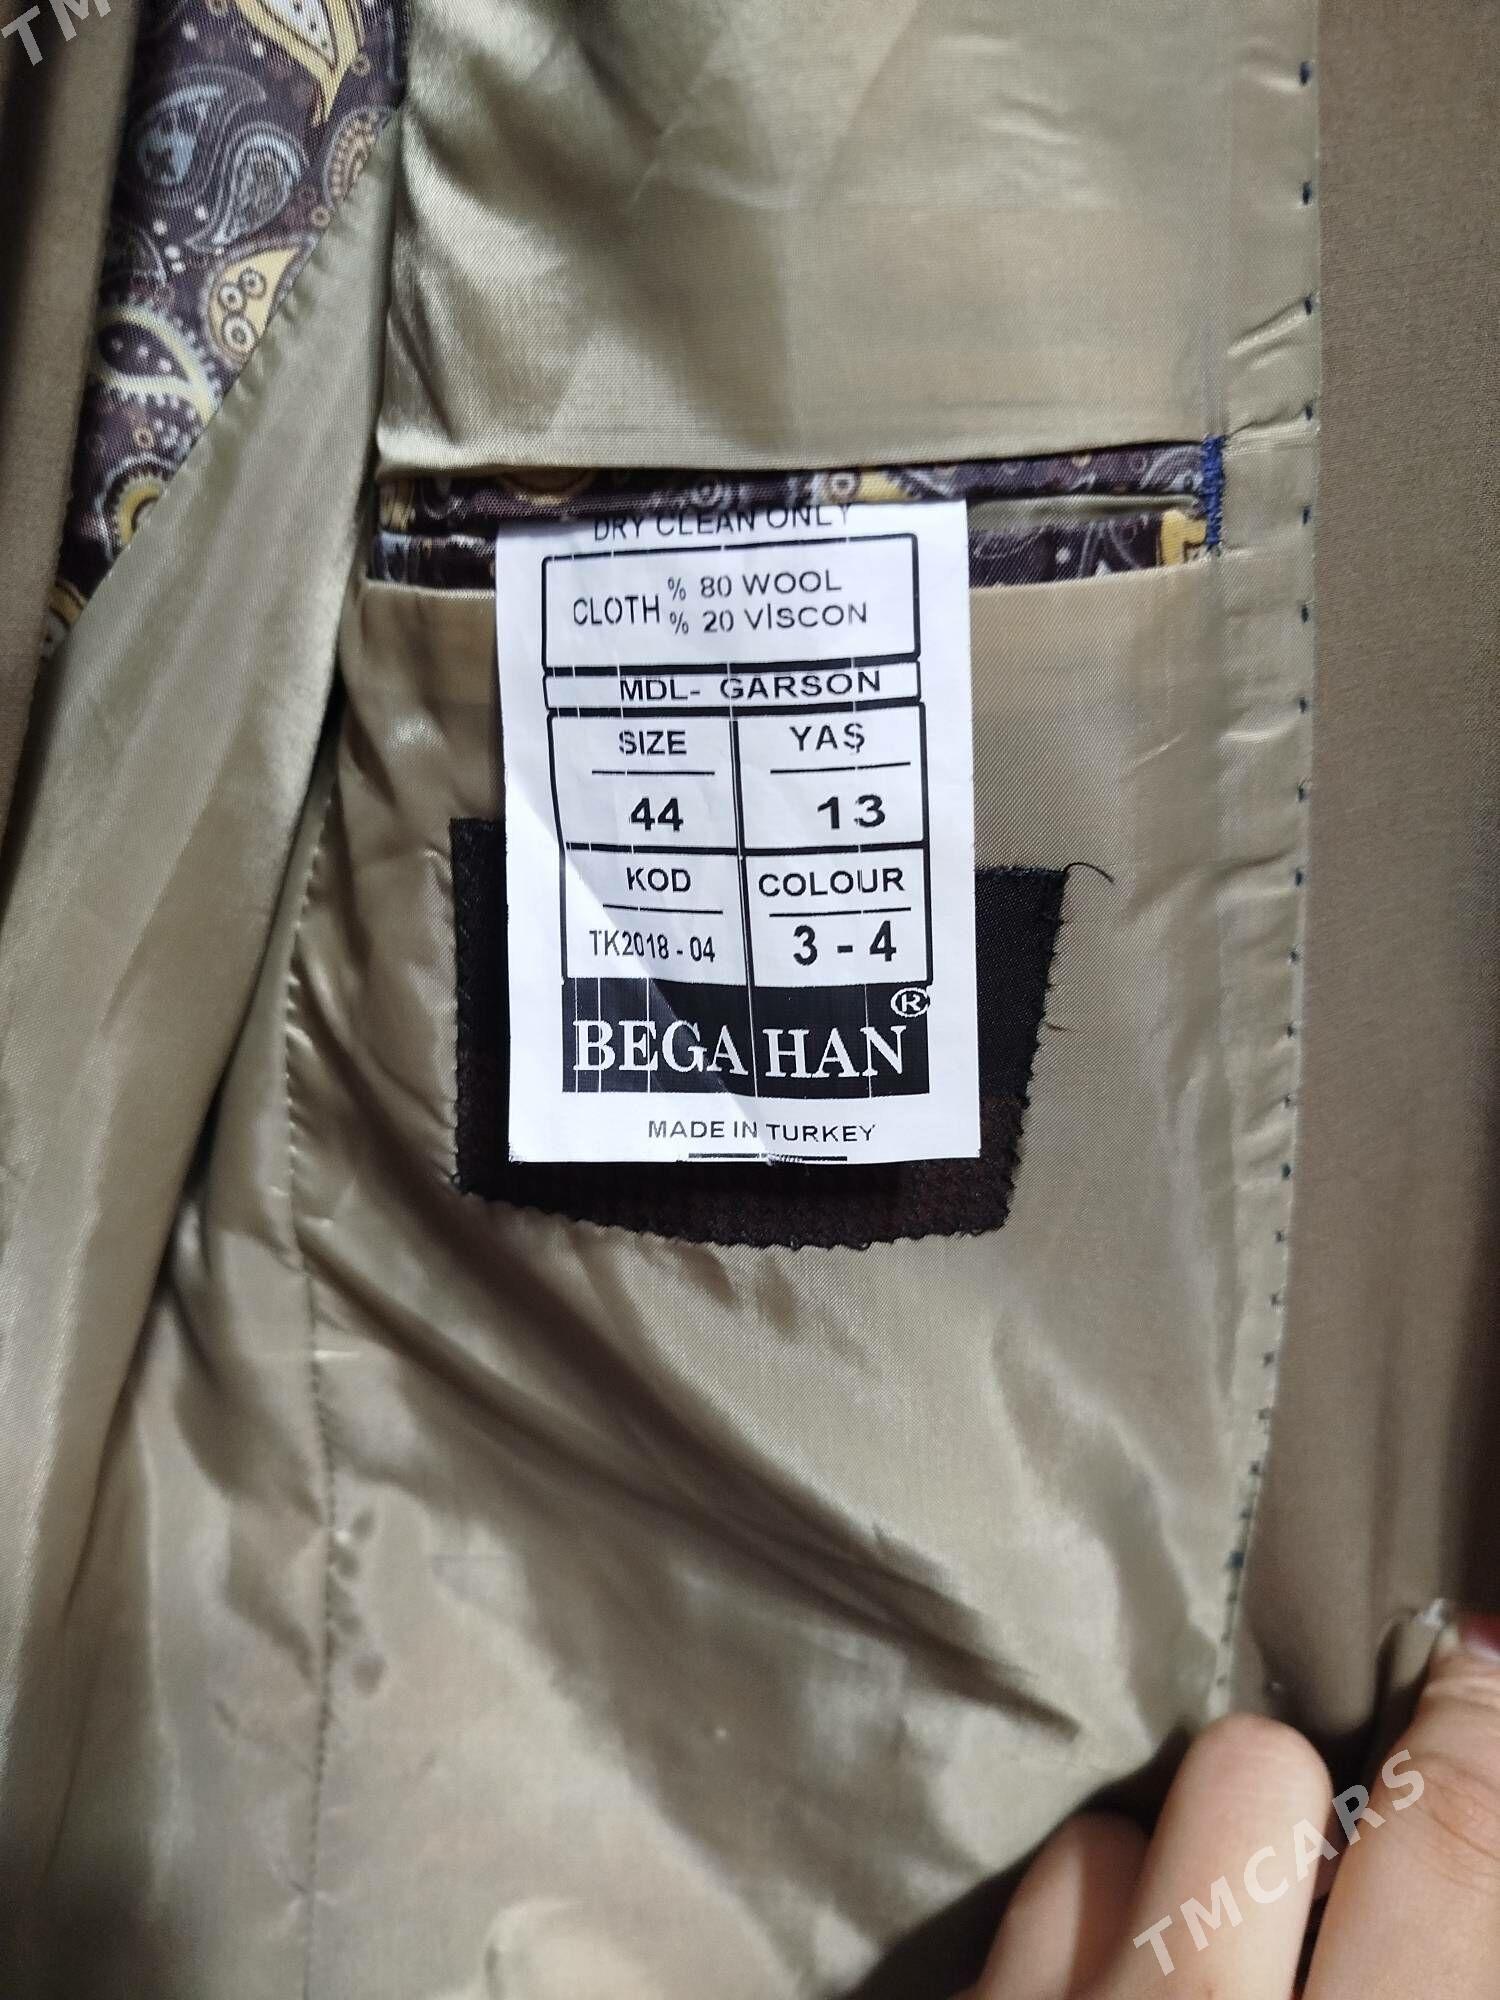 TM
DRY CLEAN ONLY
CLOTH % 80 WOOL
% 20 VİSCON
MDL- GARSON
SIZE YAŞ
44 13
KOD COLOUR
TK2018 - 04 3 - 4
BEGA HAN ®
MADE IN TURKEY
TMCARS